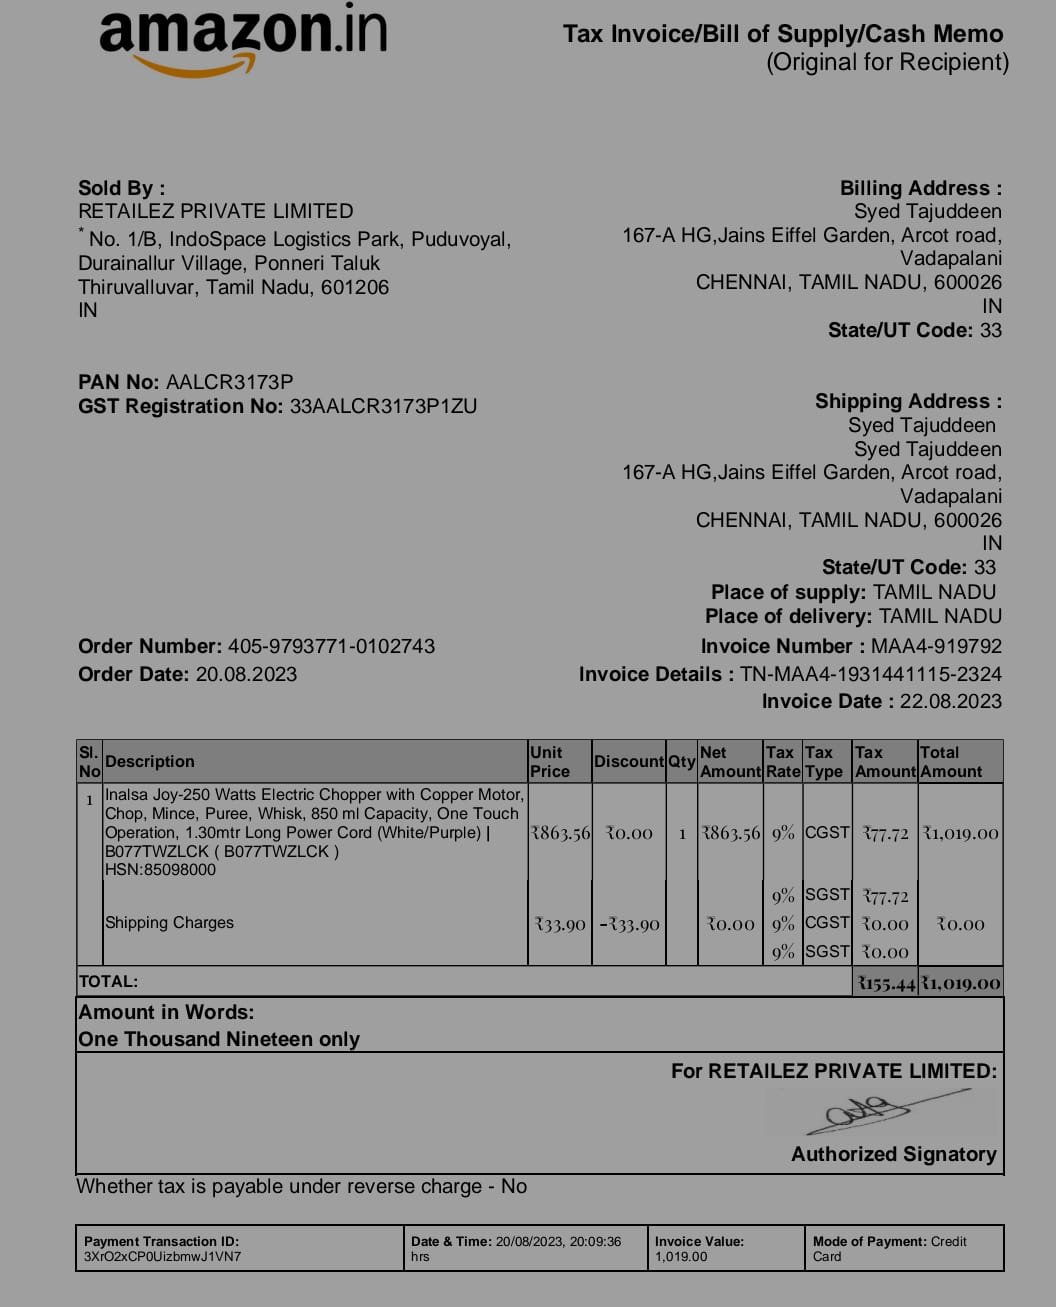 amazon.in
Tax Invoice/Bill of Supply/Cash Memo
(Original for Recipient)
Sold By :
RETAILEZ PRIVATE LIMITED
* No. 1/B, IndoSpace Logistics Park, Puduvoyal,
Durainallur Village, Ponneri Taluk
Thiruvalluvar, Tamil Nadu, 601206
IN
Billing Address :
Syed Tajuddeen
167-A HG,Jains Eiffel Garden, Arcot road,
Vadapalani
CHENNAI, TAMIL NADU, 600026
IN
State/UT Code: 33
PAN No: AALCR3173P
GST Registration No: 33AALCR3173P1ZU
Shipping Address :
Syed Tajuddeen
Syed Tajuddeen
167-A HG,Jains Eiffel Garden, Arcot road,
Vadapalani
CHENNAI, TAMIL NADU, 600026
IN
State/UT Code: 33
Place of supply: TAMIL NADU
Place of delivery: TAMIL NADU
Order Number: 405-9793771-0102743
Order Date: 20.08.2023
Invoice Number : MAA4-919792
Invoice Details : TN-MAA4-1931441115-2324
Invoice Date : 22.08.2023
Sl. No Description Unit Price Discount Qty Net Amount Tax Rate Tax Type Tax Amount Total Amount
1 Inalsa Joy-250 Watts Electric Chopper with Copper Motor,
Chop, Mince, Puree, Whisk, 850 ml Capacity, One Touch
Operation, 1.30mtr Long Power Cord (White/Purple) | ₹863.56 ₹0.00 1 ₹863.56 9% CGST ₹77.72 ₹1,019.00
B077TWZLCK ( B077TWZLCK )
HSN:85098000
9% SGST ₹77.72
Shipping Charges ₹33.90 -₹33.90 ₹0.00 9% CGST ₹0.00 ₹0.00
9% SGST ₹0.00
TOTAL: ₹155.44 ₹1,019.00
Amount in Words:
One Thousand Nineteen only
For RETAILEZ PRIVATE LIMITED:
Authorized Signatory
Whether tax is payable under reverse charge - No
Payment Transaction ID:
3XrO2xCP0UizbmwJ1VN7
Date & Time: 20/08/2023, 20:09:36
hrs
Invoice Value:
1,019.00
Mode of Payment: Credit
Card